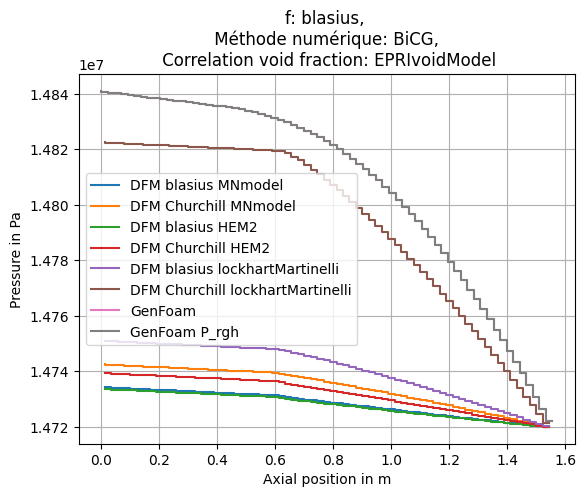 f: blasius,
Méthode numérique: BiCG,
Correlation void fraction: EPRIvoidModel
1e7
1.484
1.482
1.480
1.478
1.476
1.474
1.472
Pressure in Pa
DFM blasius MNmodel
DFM Churchill MNmodel
DFM blasius HEM2
DFM Churchill HEM2
DFM blasius lockhartMartinelli
DFM Churchill lockhartMartinelli
GenFoam
GenFoam P_rgh
0.0 0.2 0.4 0.6 0.8 1.0 1.2 1.4 1.6
Axial position in m